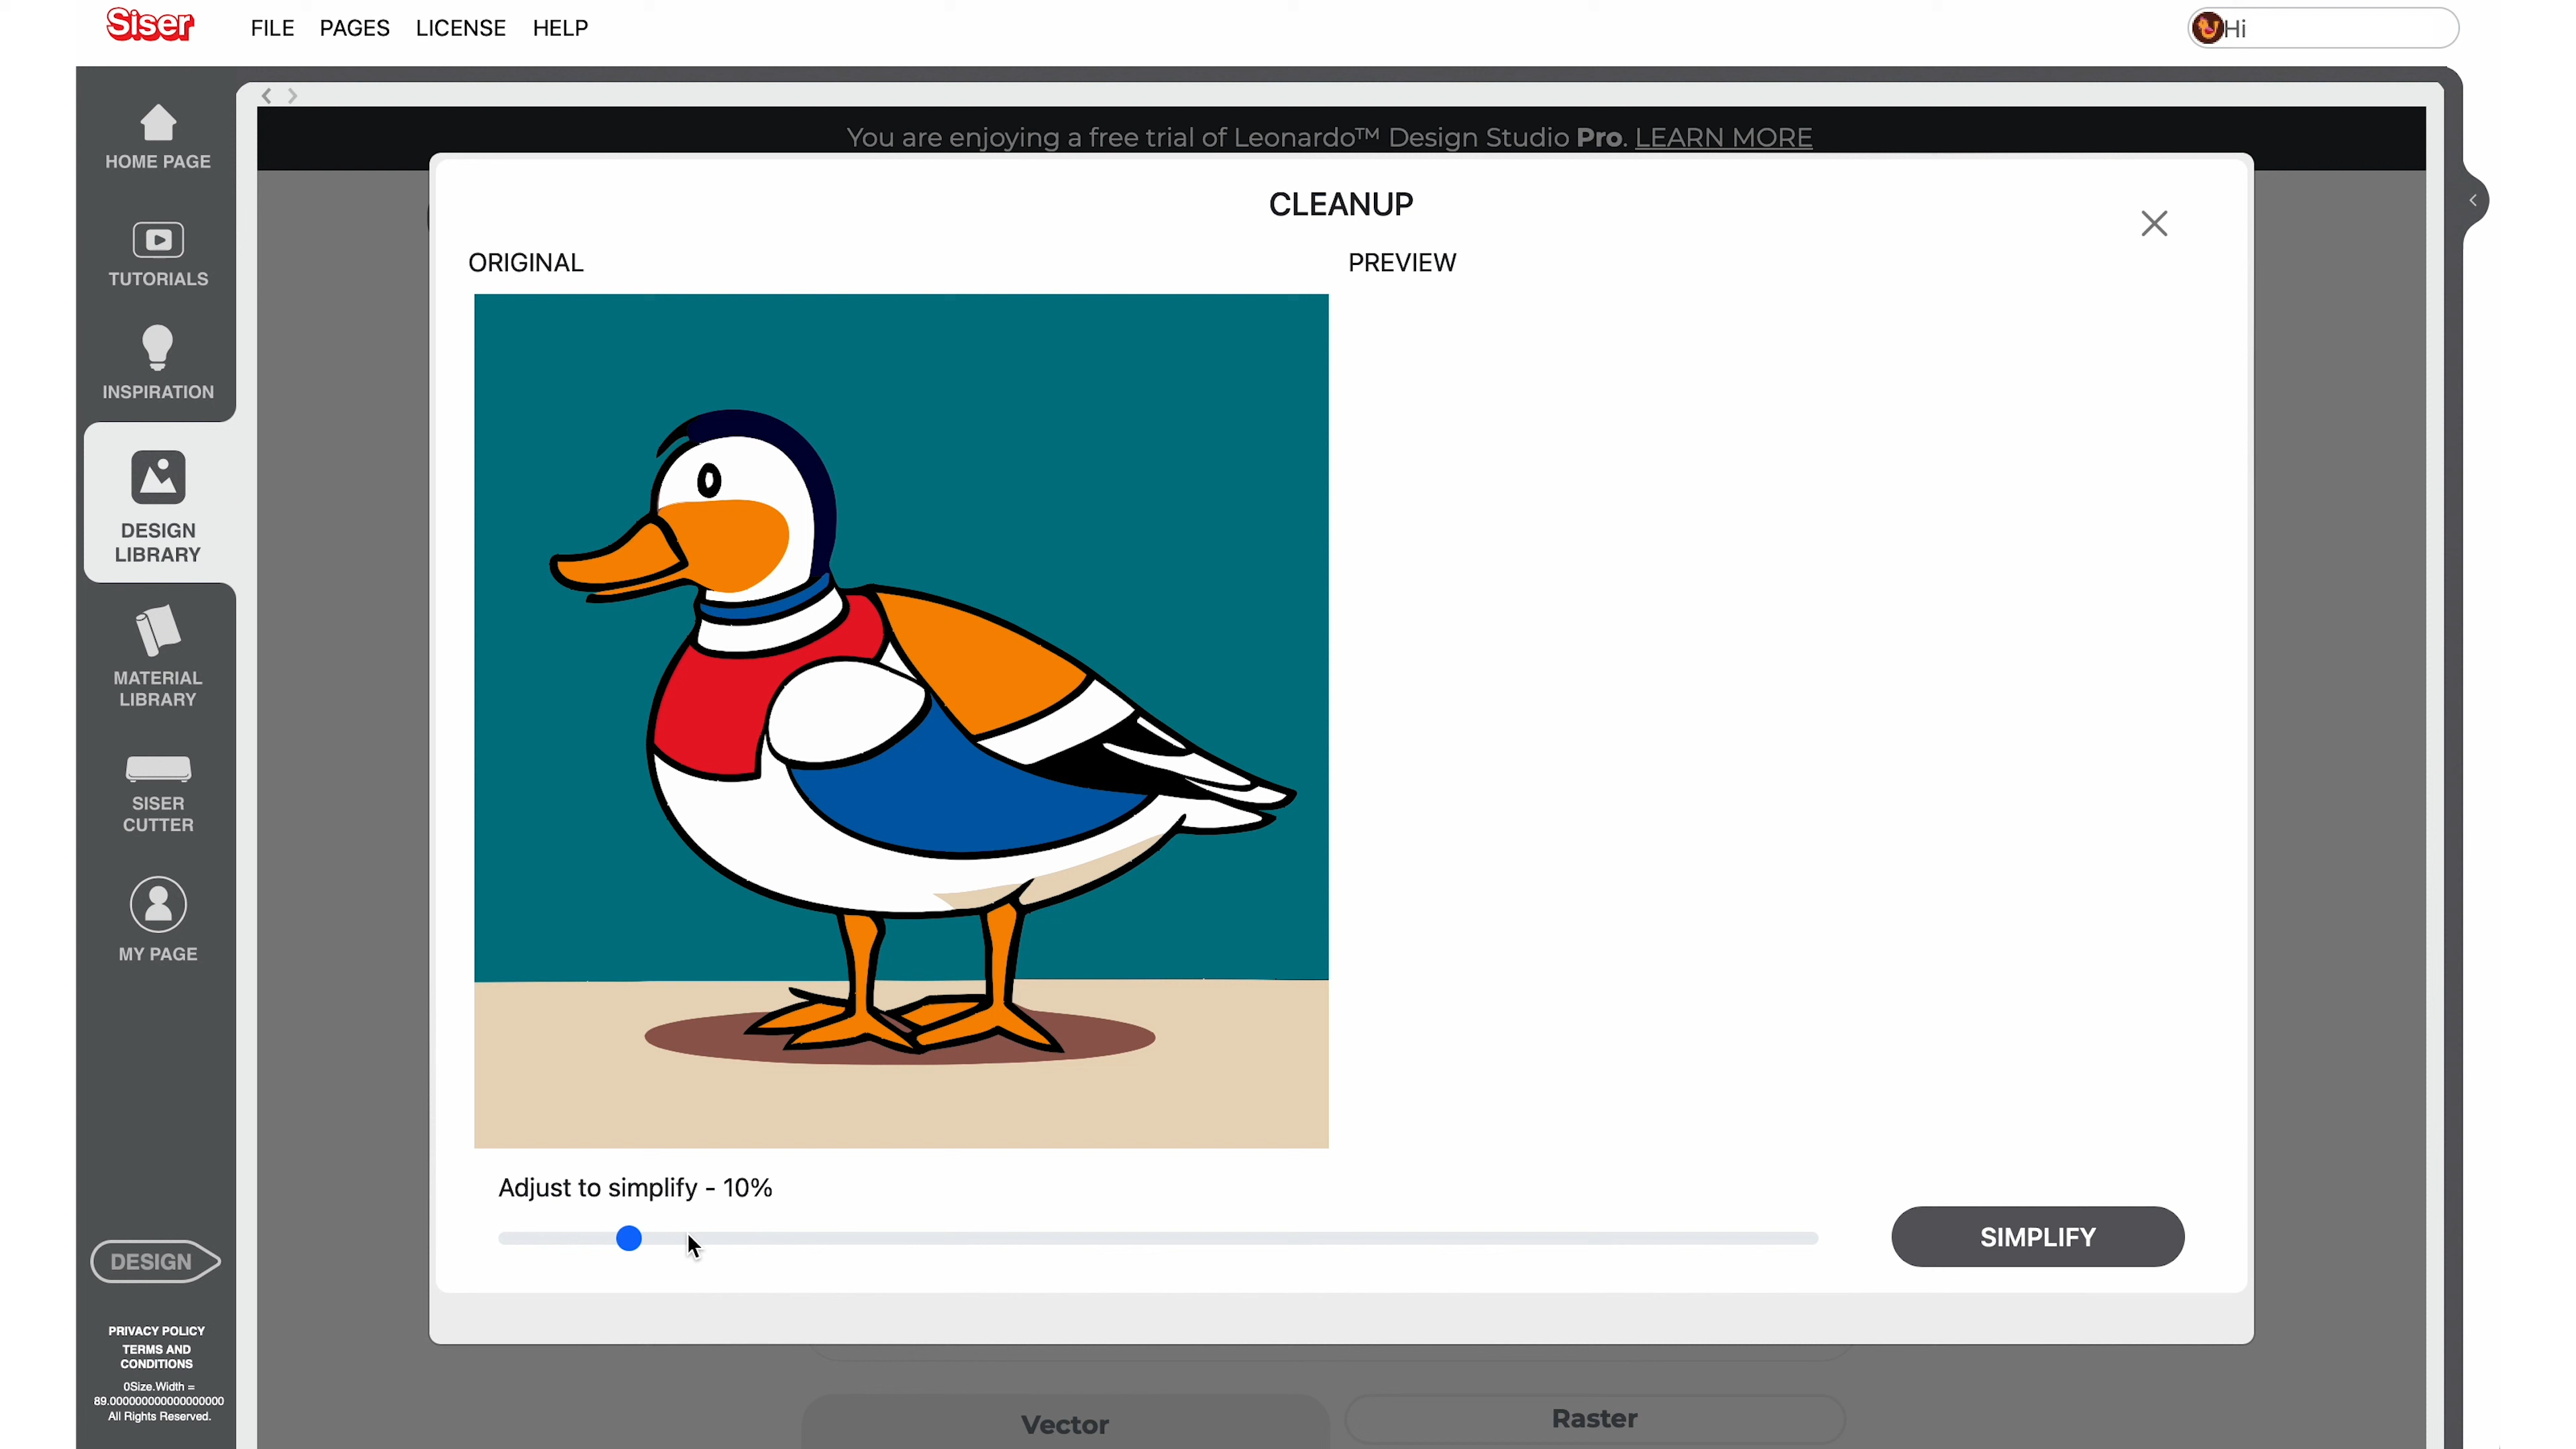 Siser
FILE PAGES LICENSE HELP
Hi
HOME PAGE
TUTORIALS
INSPIRATION
DESIGN
LIBRARY
MATERIAL
LIBRARY
SISER
CUTTER
MY PAGE
DESIGN
PRIVACY POLICY
TERMS AND
CONDITIONS
0Size.Width =
89.000000000000000000
All Rights Reserved.
You are enjoying a free trial of Leonardo™ Design Studio Pro. LEARN MORE
CLEANUP
ORIGINAL
PREVIEW
Adjust to simplify - 10%
SIMPLIFY
Vector
Raster